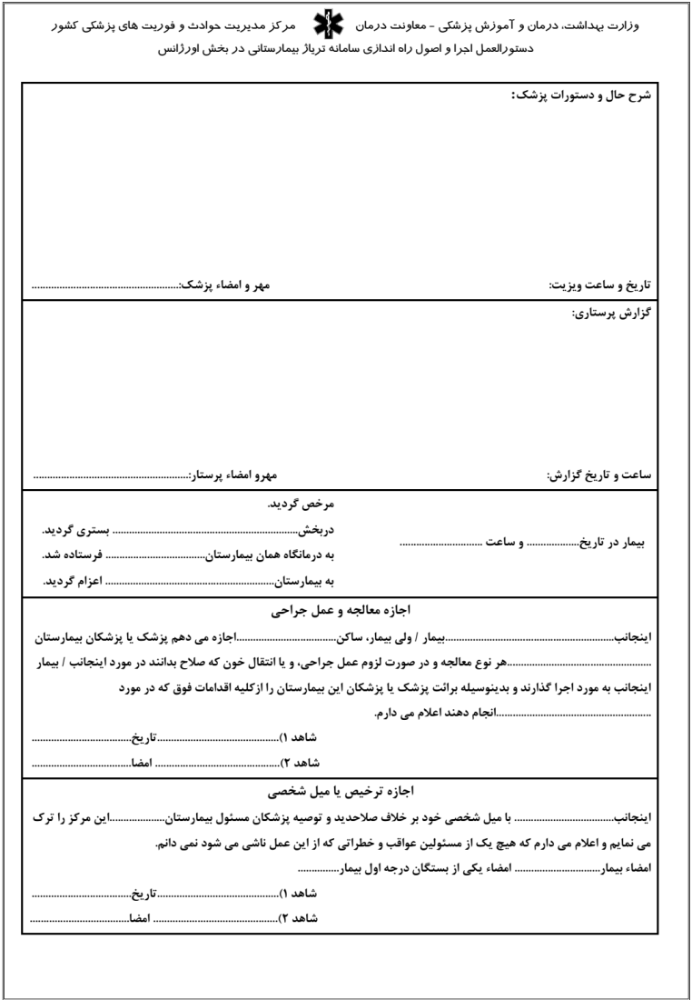 وزارت بهداشت، درمان و آموزش پزشکی - معاونت درمان مرکز مدیریت حوادث و فوریت های پزشکی کشور
دستورالعمل اجرا و اصول راه اندازی سامانه تریاژ بیمارستانی در بخش اورژانس
شرح حال و دستورات پزشک:
تاریخ و ساعت ویزیت: مهر و امضاء پزشک:.....................................................
گزارش پرستاری:
ساعت و تاریخ گزارش: مهرو امضاء پرستار:........................................................
بیمار در تاریخ................... و ساعت ..............................
مرخص گردید.
دربخش.................................................................. بستری گردید.
به درمانگاه همان بیمارستان.................................... فرستاده شد.
به بیمارستان............................................................. اعزام گردید.
اجازه معالجه و عمل جراحی
اینجانب.............................................................بیمار / ولی بیمار، ساکن....................................اجازه می دهم پزشک یا پزشکان بیمارستان
....................................................هر نوع معالجه و در صورت لزوم عمل جراحی، و یا انتقال خون که صلاح بدانند در مورد اینجانب / بیمار
اینجانب به مورد اجرا گذارند و بدینوسیله برائت پزشک یا پزشکان این بیمارستان را ازکلیه اقدامات فوق که در مورد
........................................................انجام دهند اعلام می دارم.
شاهد ۱)............................................تاریخ....................................
شاهد ۲)............................................. امضا....................................
اجازه ترخیص یا میل شخصی
اینجانب.................................... با میل شخصی خود بر خلاف صلاحدید و توصیه پزشکان مسئول بیمارستان....................این مرکز را ترک
می نمایم و اعلام می دارم که هیچ یک از مسئولین عواقب و خطراتی که از این عمل ناشی می شود نمی دانم.
امضاء بیمار............................... امضاء یکی از بستگان درجه اول بیمار...............
شاهد ۱)............................................تاریخ....................................
شاهد ۲)............................................. امضا....................................